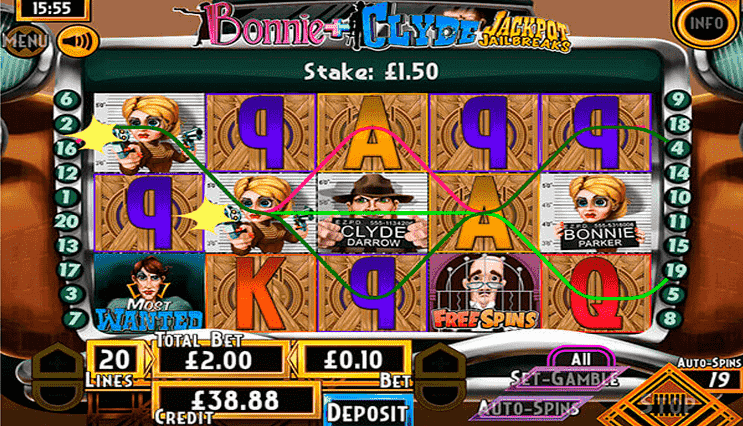 15:55
MENU
Bonnie + CLYDE JACKPOT JAILBREAKS
INFO
Stake: £1.50
6
2
16
12
1
20
13
17
3
7
9
18
4
14
10
11
15
19
5
8
P
A
P
P
P
CLYDE
DARROW
A
BONNIE
PARKER
MOST
WANTED
K
P
FREE SPINS
Q
20
LINES
TOTAL BET
£2.00
£0.10
BET
£38.88
CREDIT
DEPOSIT
All
SET-GAMBLE
AUTO-SPINS
AUTO-SPINS
19
STOP